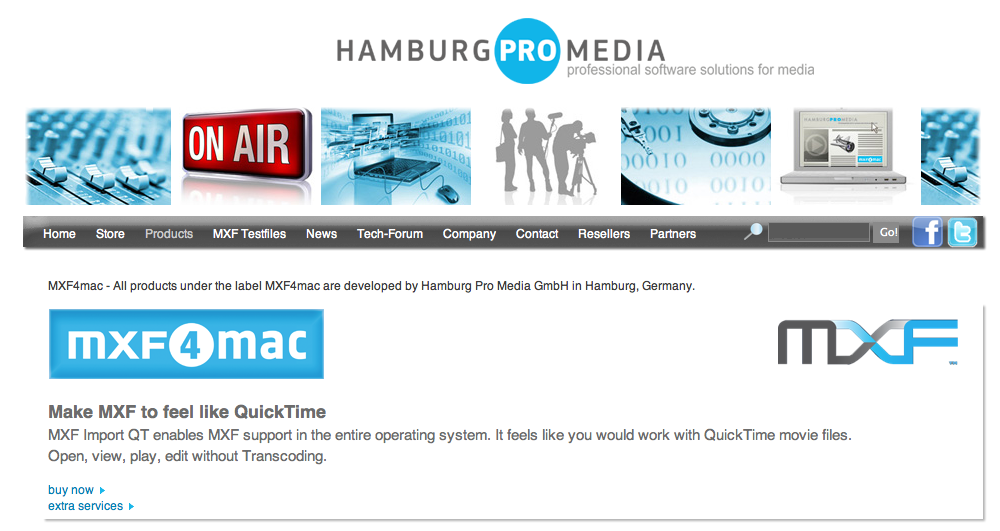 HAMBURG PRO MEDIA
professional software solutions for media
ON AIR
HAMBURGPROMEDIA
mxf4mac
Home Store Products MXF Testfiles News Tech-Forum Company Contact Resellers Partners Go!
MXF4mac - All products under the label MXF4mac are developed by Hamburg Pro Media GmbH in Hamburg, Germany.
mxf4mac
MXF
Make MXF to feel like QuickTime
MXF Import QT enables MXF support in the entire operating system. It feels like you would work with QuickTime movie files.
Open, view, play, edit without Transcoding.
buy now
extra services